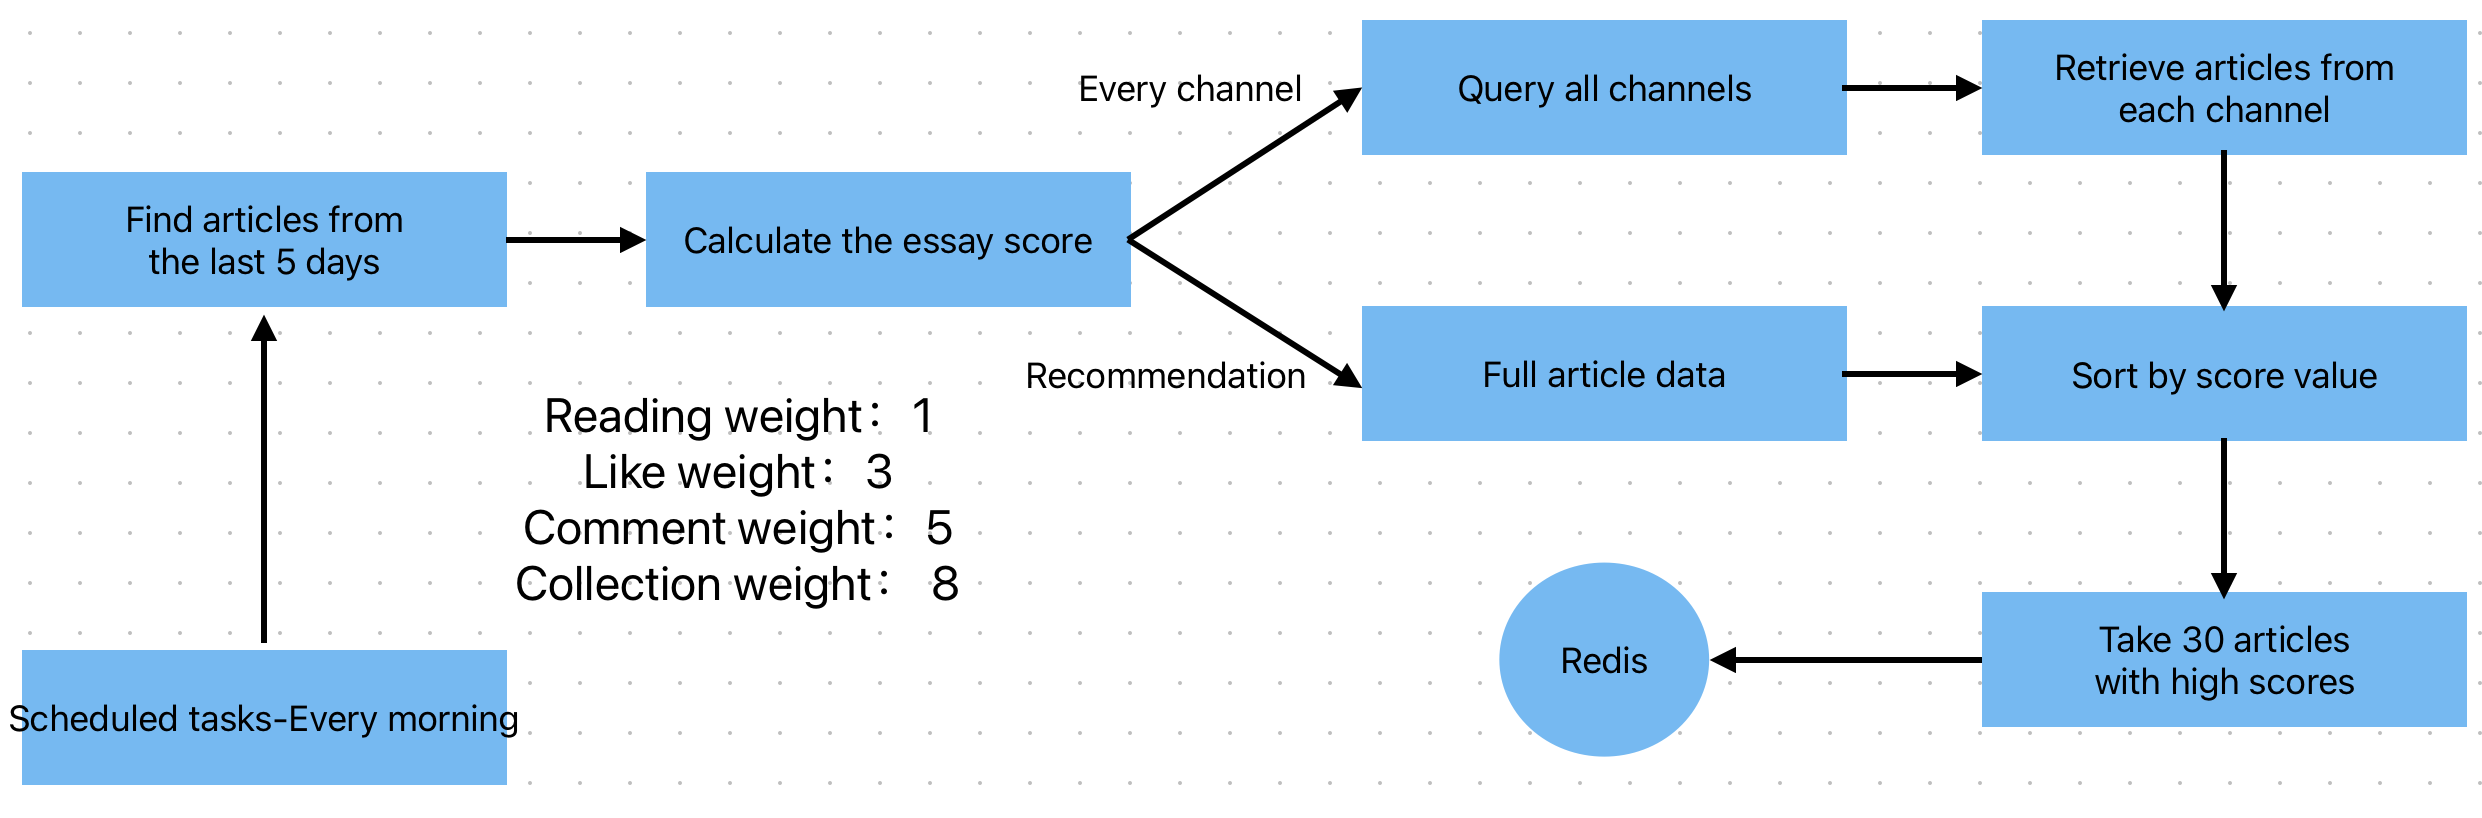 Every channel
Query all channels
Retrieve articles from
each channel
Find articles from
the last 5 days
Calculate the essay score
Recommendation
Full article data
Sort by score value
Reading weight：1
Like weight：3
Comment weight：5
Collection weight： 8
Scheduled tasks-Every morning
Redis
Take 30 articles
with high scores